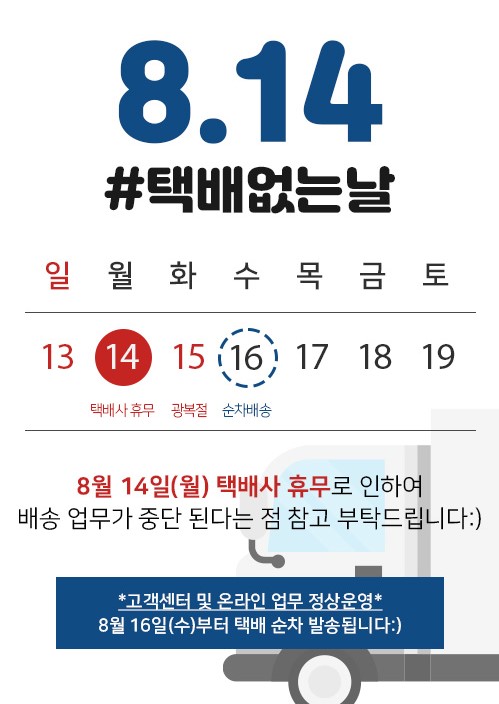 8.14
#택배없는날
일 월 화 수 목 금 토
13 14 15 16 17 18 19
택배사 휴무 광복절 순차배송
8월 14일(월) 택배사 휴무로 인하여
배송 업무가 중단 된다는 점 참고 부탁드립니다:)
*고객센터 및 온라인 업무 정상운영*
8월 16일(수)부터 택배 순차 발송됩니다:)